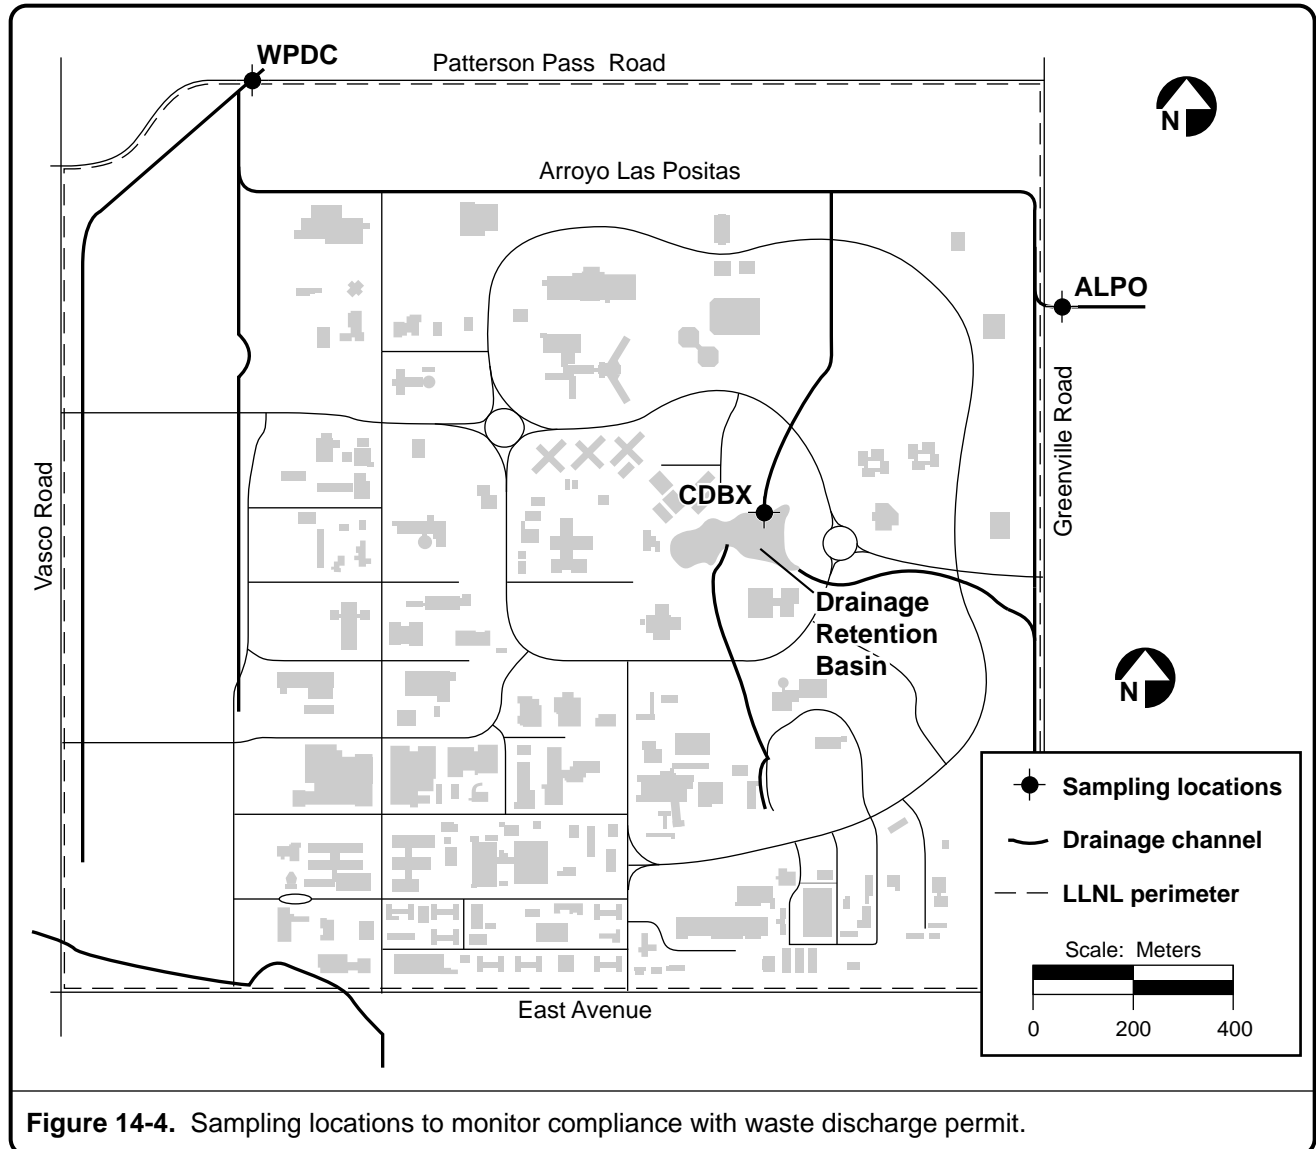 WPDC
Patterson Pass Road
N
Arroyo Las Positas
ALPO
Greenville Road
Vasco Road
CDBX
Drainage
Retention
Basin
N
Sampling locations
Drainage channel
LLNL perimeter
Scale: Meters
0 200 400
East Avenue
Figure 14-4. Sampling locations to monitor compliance with waste discharge permit.